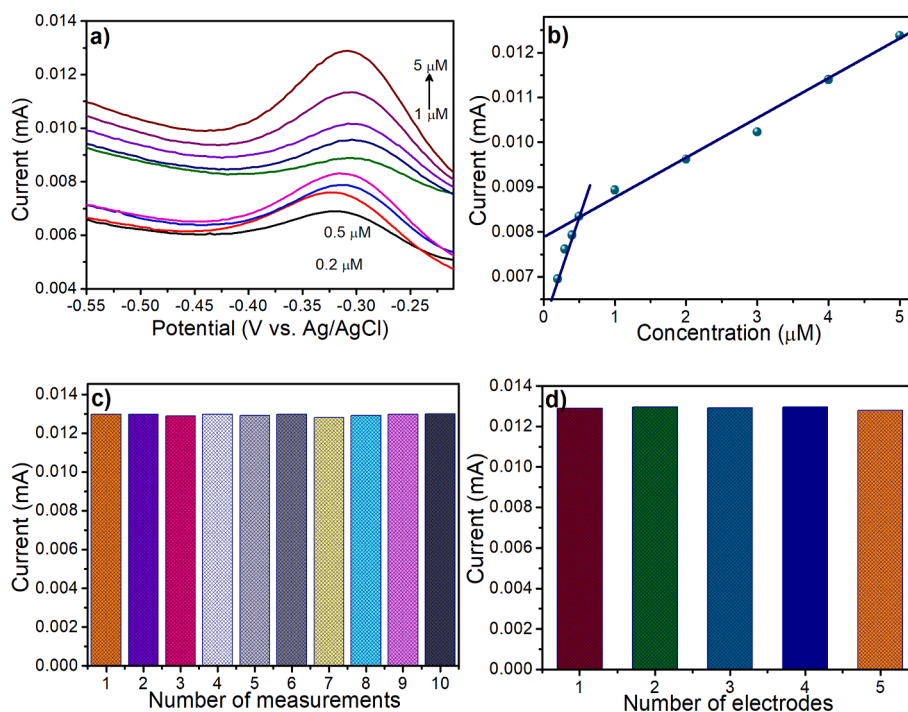 a)
5 μM
1 μM
0.5 μM
0.2 μM
0.014
0.012
0.010
0.008
0.006
0.004
Current (mA)
-0.55 -0.50 -0.45 -0.40 -0.35 -0.30 -0.25
Potential (V vs. Ag/AgCl)
b)
0.012
0.011
0.010
0.009
0.008
0.007
Current (mA)
0 1 2 3 4 5
Concentration (μM)
c)
0.014
0.012
0.010
0.008
0.006
0.004
0.002
0.000
Current (mA)
1 2 3 4 5 6 7 8 9 10
Number of measurements
d)
0.014
0.012
0.010
0.008
0.006
0.004
0.002
0.000
Current (mA)
1 2 3 4 5
Number of electrodes